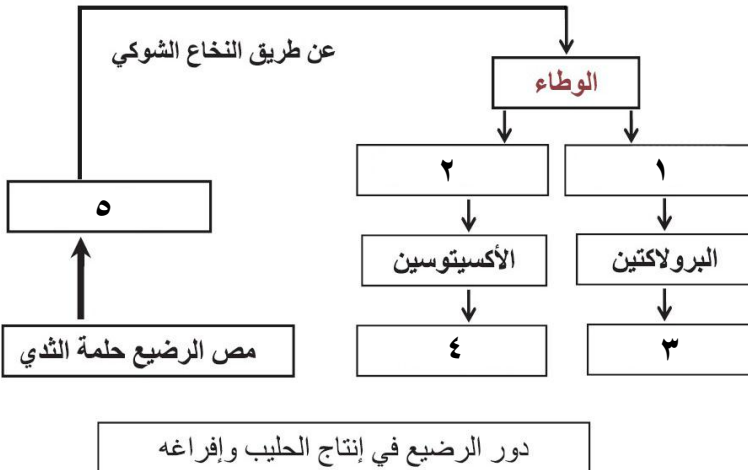 عن طريق النخاع الشوكي
الوطاء
١
٢
٥
البرولاكتين
الأكسيتوسين
مص الرضيع حلمة الثدي
٤
٣
دور الرضيع في إنتاج الحليب وإفراغه